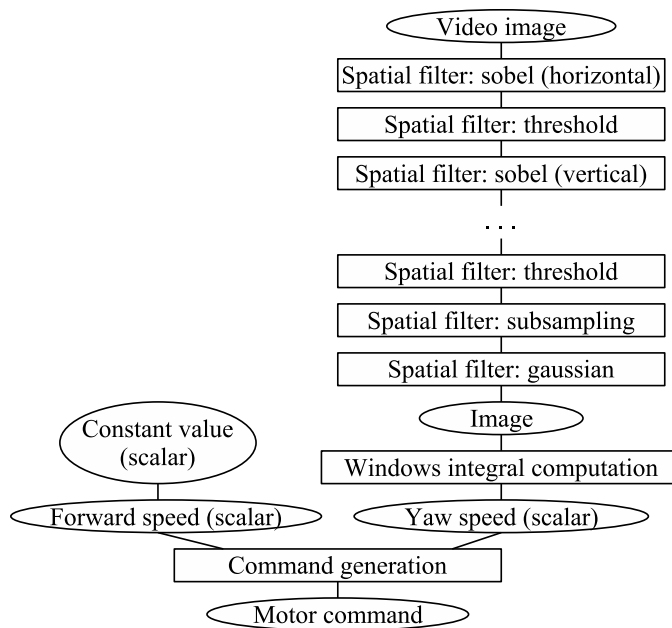 Video image
Spatial filter: sobel (horizontal)
Spatial filter: threshold
Spatial filter: sobel (vertical)
. . .
Spatial filter: threshold
Spatial filter: subsampling
Spatial filter: gaussian
Image
Constant value
(scalar)
Windows integral computation
Forward speed (scalar)
Yaw speed (scalar)
Command generation
Motor command